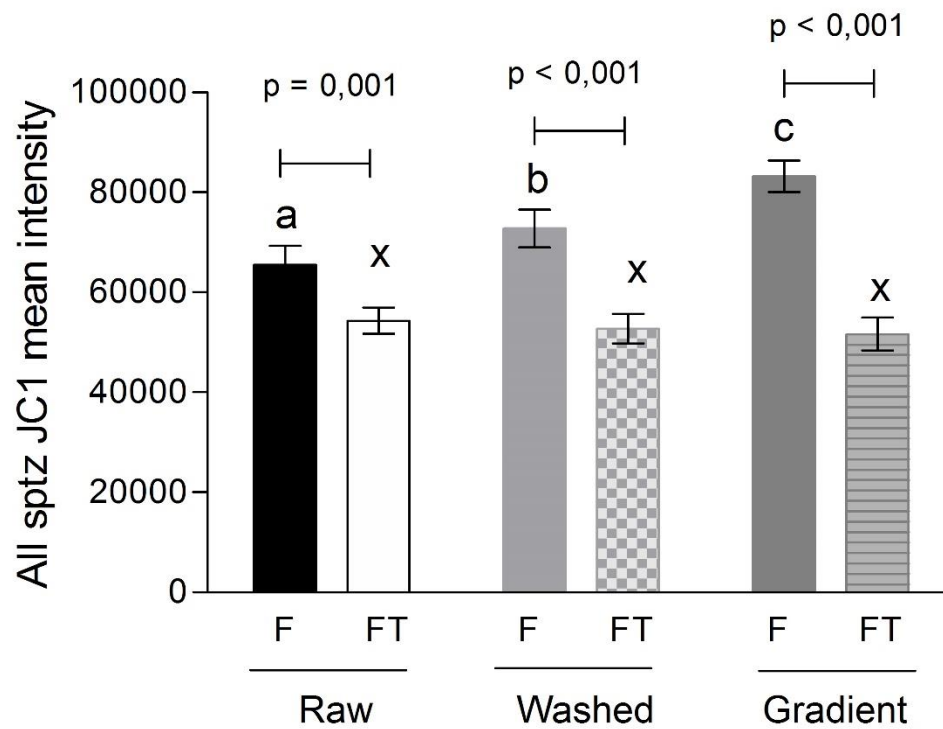 p < 0,001
p < 0,001
p = 0,001
All sptz JC1 mean intensity
100000
80000
60000
40000
20000
0
a
x
b
x
c
x
F FT F FT F FT
Raw Washed Gradient